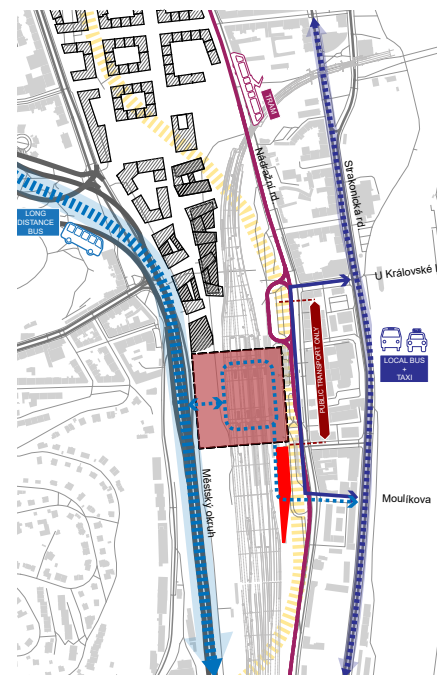 TRAM
Nádražní rd.
Strakonická rd.
LONG
DISTANCE
BUS
U Královské l
PUBLIC TRANSPORT ONLY
LOCAL BUS
+
TAXI
Městský okruh
Moulíkova